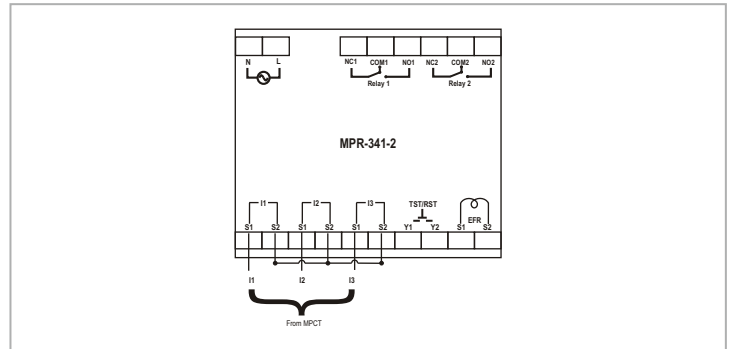 N L NC1 COM1 NO1 NC2 COM2 NO2
Relay 1 Relay 2
MPR-341-2
I1 I2 I3 TST/RST
EFR
S1 S2 S1 S2 S1 S2 Y1 Y2 S1 S2
I1 I2 I3
From MPCT